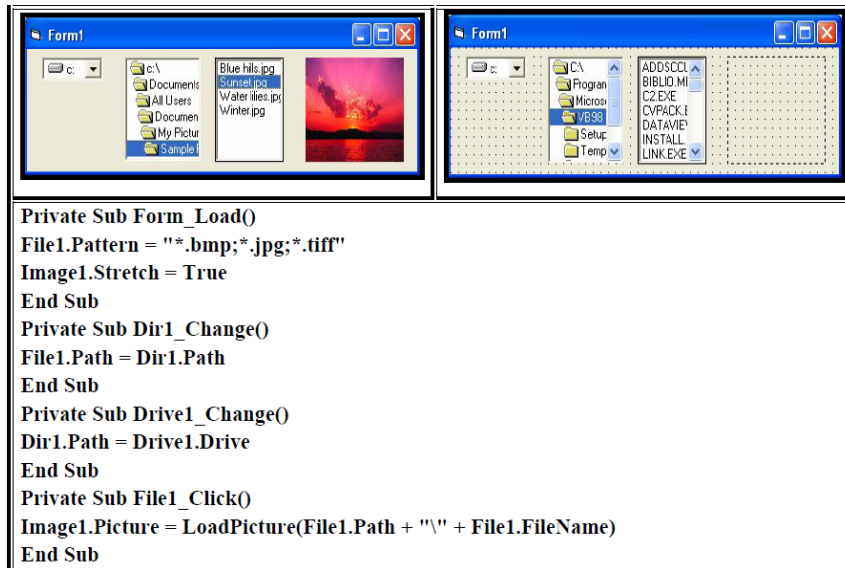 Form1
c:
c:\
Documents
All Users
Documen
My Pictur
Sample
Blue hills.jpg
Sunset.jpg
Water lilies.jpg
Winter.jpg
Form1
c:
C:\
Program
Micros
VB98
Setup
Temp
ADDSCCU
BIBLIO.M
C2.EXE
CVPACK.E
DATAVIEW
INSTALL.
LINK.EXE
Private Sub Form_Load()
File1.Pattern = "*.bmp;*.jpg;*.tiff"
Image1.Stretch = True
End Sub
Private Sub Dir1_Change()
File1.Path = Dir1.Path
End Sub
Private Sub Drive1_Change()
Dir1.Path = Drive1.Drive
End Sub
Private Sub File1_Click()
Image1.Picture = LoadPicture(File1.Path + "\" + File1.FileName)
End Sub